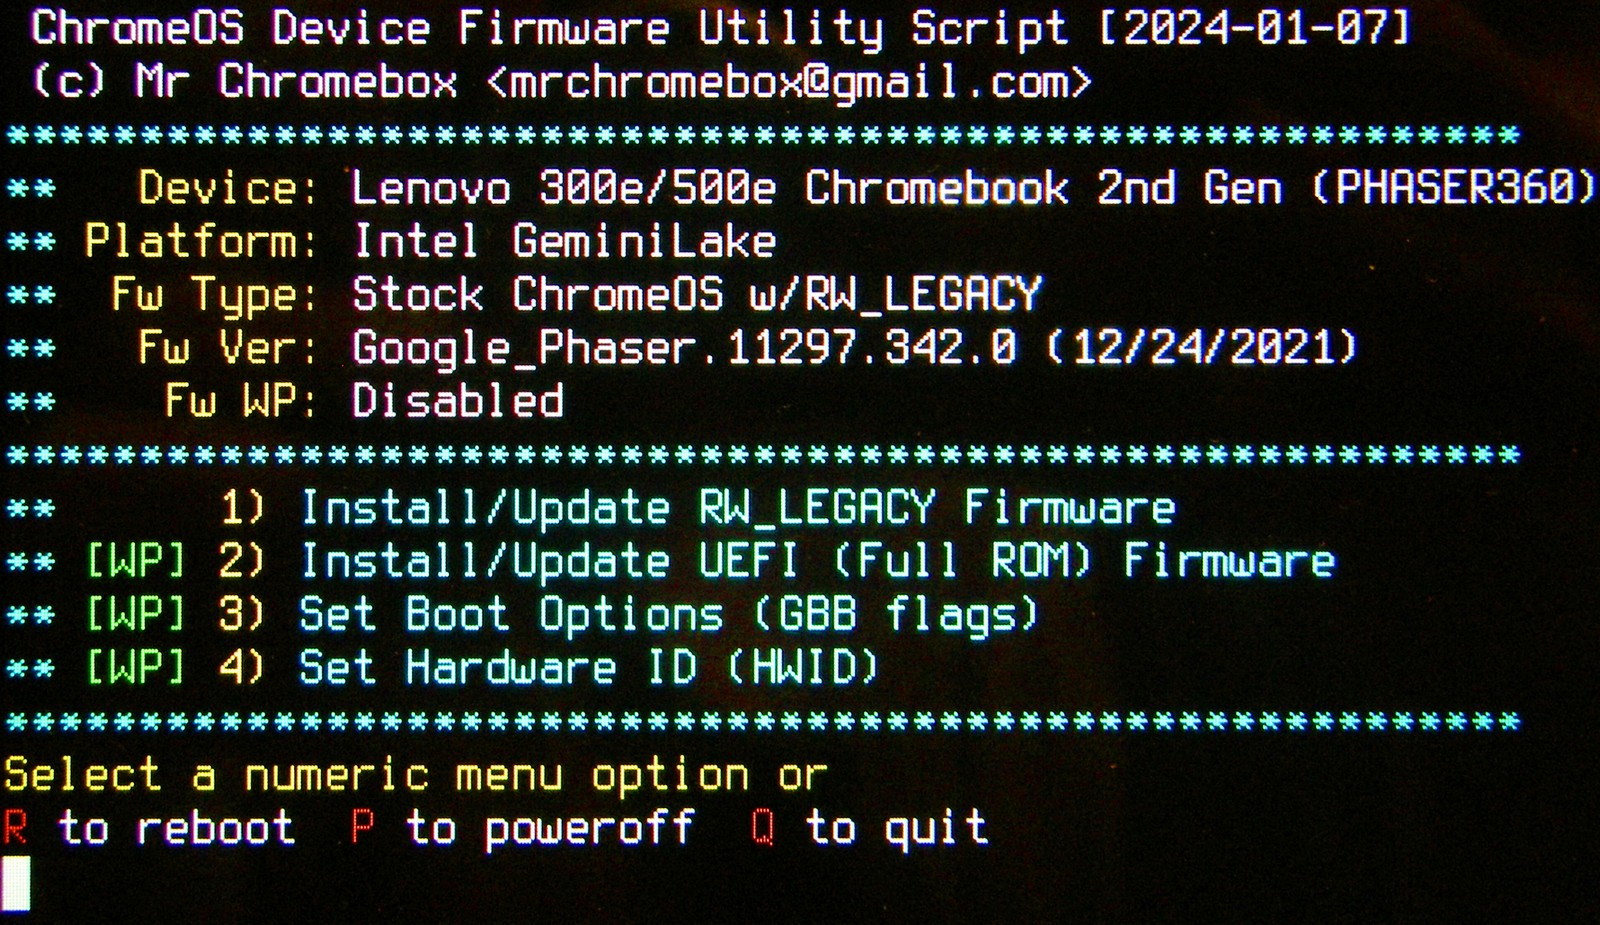 ChromeOS Device Firmware Utility Script [2024-01-07]
(c) Mr Chromebox <mrchromebox@gmail.com>
*********************************************************
** Device: Lenovo 300e/500e Chromebook 2nd Gen (PHASER360)
** Platform: Intel GeminiLake
** Fw Type: Stock ChromeOS w/RW_LEGACY
** Fw Ver: Google_Phaser.11297.342.0 (12/24/2021)
** Fw WP: Disabled
*********************************************************
** 1) Install/Update RW_LEGACY Firmware
** [WP] 2) Install/Update UEFI (Full ROM) Firmware
** [WP] 3) Set Boot Options (GBB flags)
** [WP] 4) Set Hardware ID (HWID)
*********************************************************
Select a numeric menu option or
R to reboot P to poweroff Q to quit